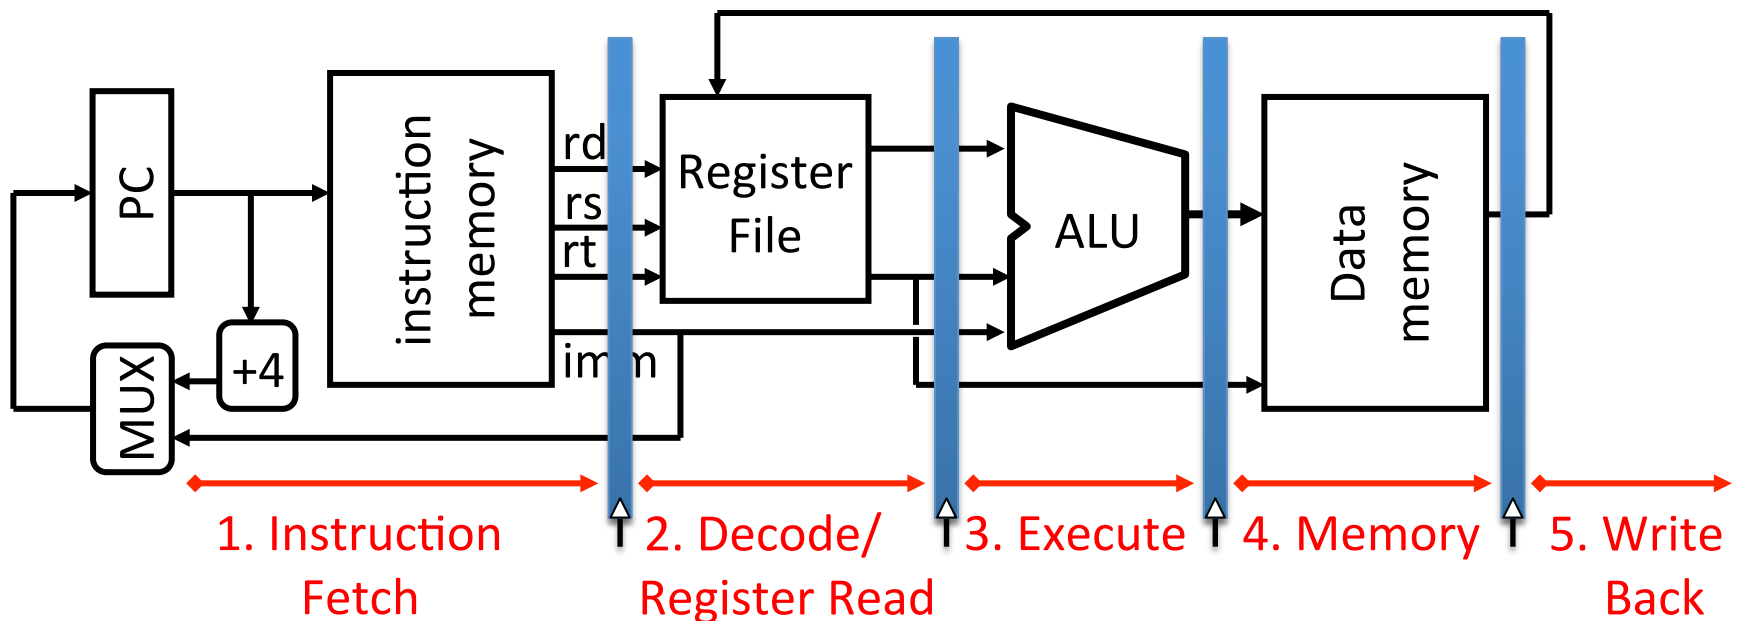 PC
+4
MUX
instruction
memory
rd
rs
rt
imm
Register
File
ALU
Data
memory
1. Instruction
Fetch
2. Decode/
Register Read
3. Execute
4. Memory
5. Write
Back